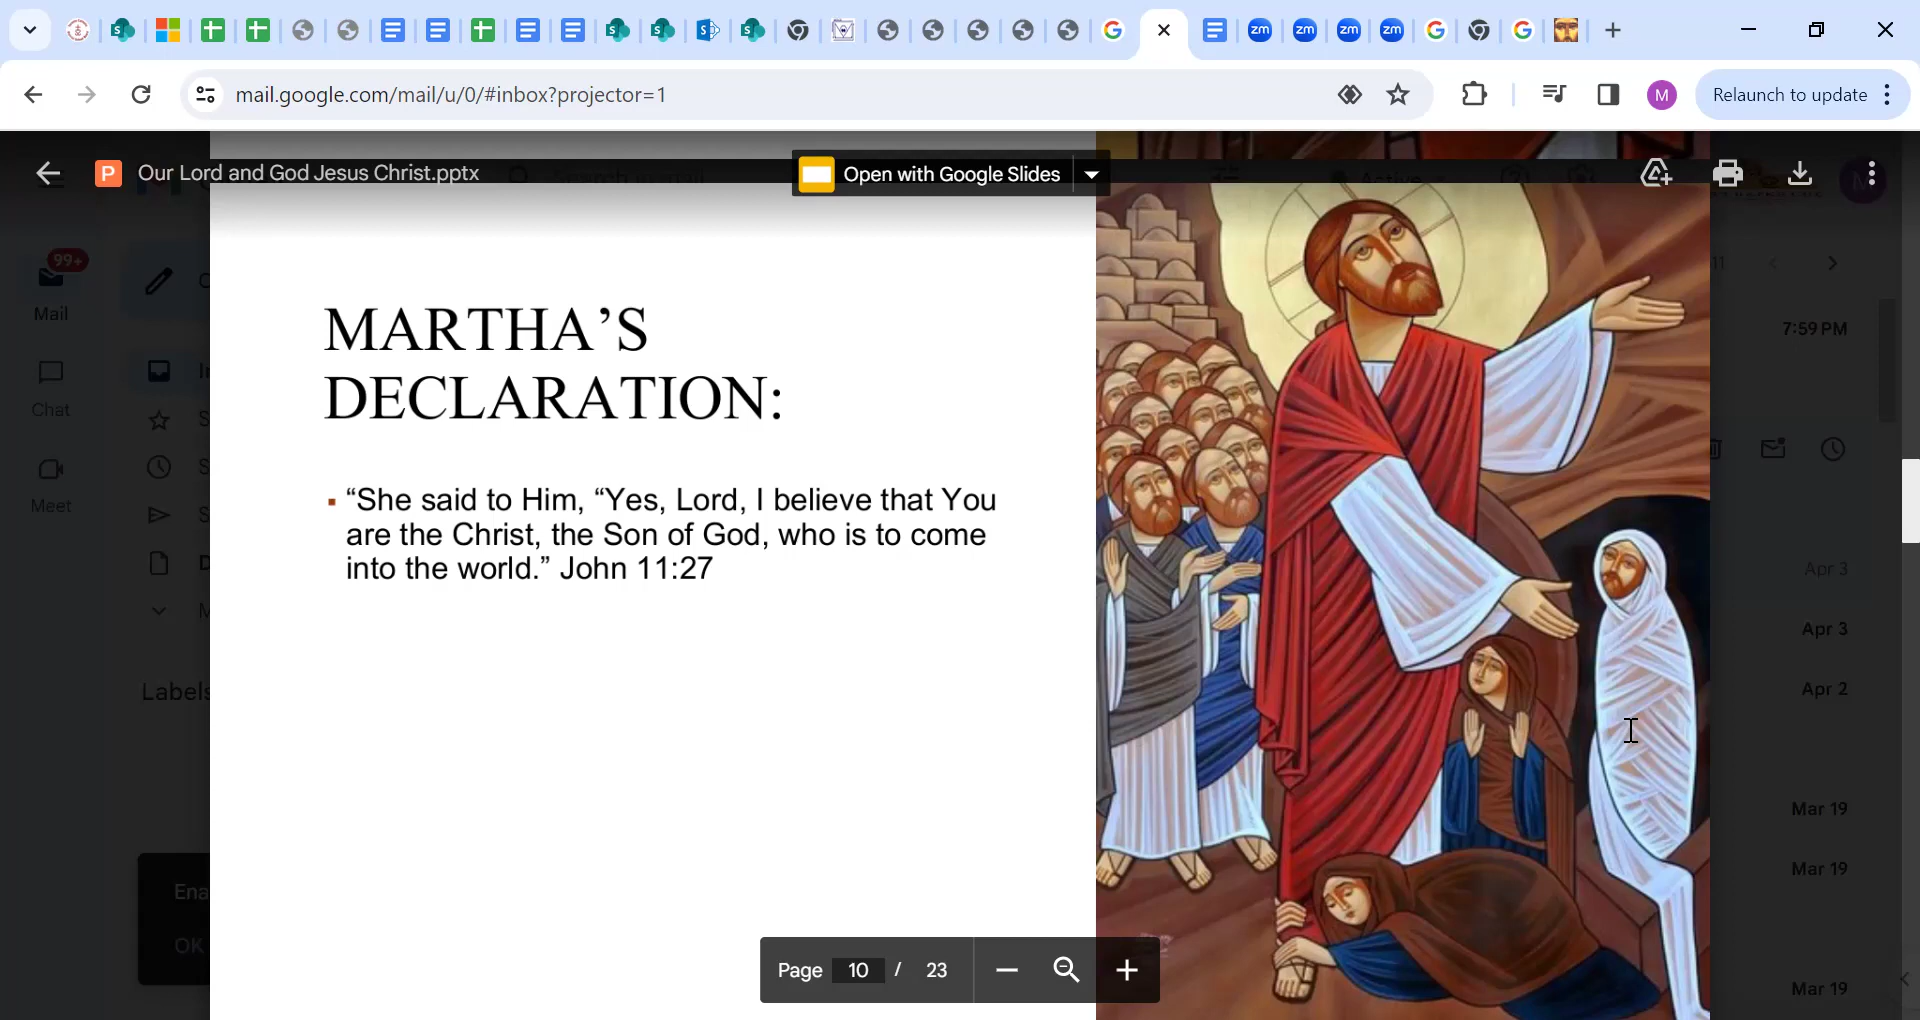 mail.google.com/mail/u/0/#inbox?projector=1
M
Relaunch to update
P
Our Lord and God Jesus Christ.pptx
Open with Google Slides
99+
Mail
Chat
Meet
Labels
Ena
OK
MARTHA'S
DECLARATION:
▪ “She said to Him, “Yes, Lord, I believe that You
are the Christ, the Son of God, who is to come
into the world.” John 11:27
7:59 PM
Apr 3
Apr 3
Apr 2
Mar 19
Mar 19
Mar 19
Page 10 / 23